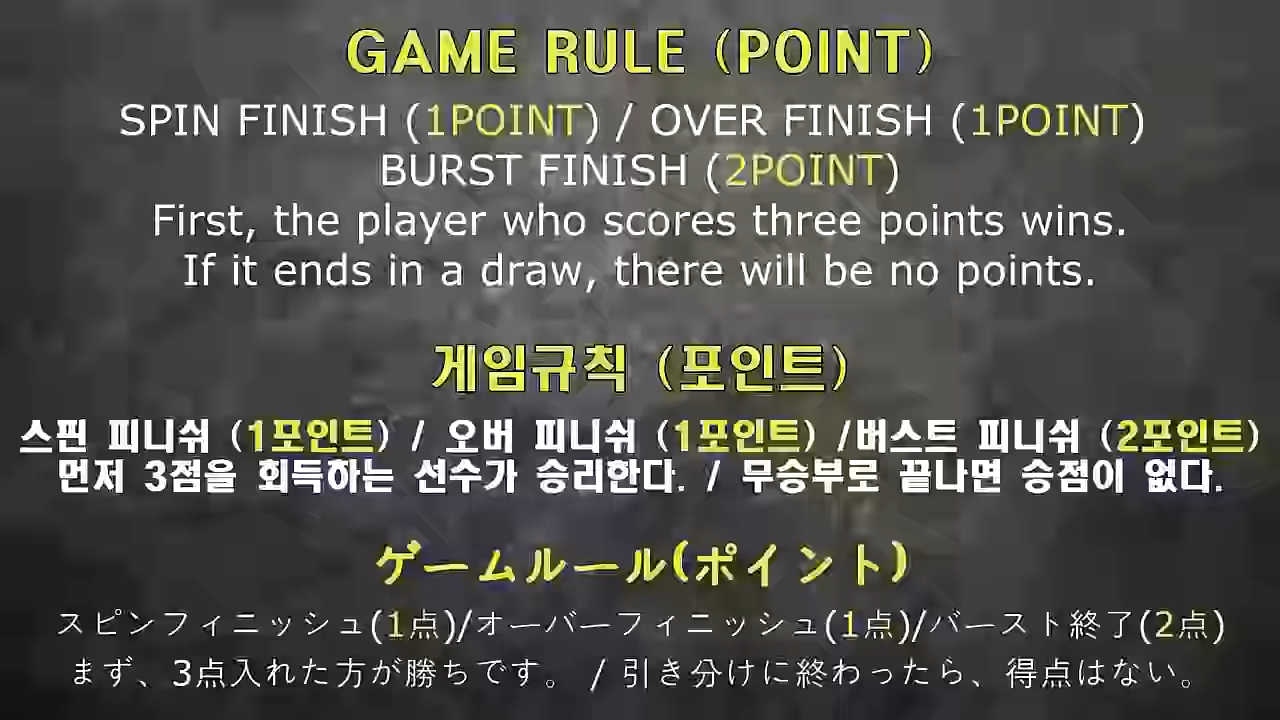 GAME RULE (POINT)
SPIN FINISH (1POINT) / OVER FINISH (1POINT)
BURST FINISH (2POINT)
First, the player who scores three points wins.
If it ends in a draw, there will be no points.
게임규칙 (포인트)
스핀 피니쉬 (1포인트) / 오버 피니쉬 (1포인트) /버스트 피니쉬 (2포인트)
먼저 3점을 획득하는 선수가 승리한다. / 무승부로 끝나면 승점이 없다.
ゲームルール(ポイント)
スピンフィニッシュ(1点)/オーバーフィニッシュ(1点)/バースト終了(2点)
まず、3点入れた方が勝ちです。 / 引き分けに終わったら、得点はない。